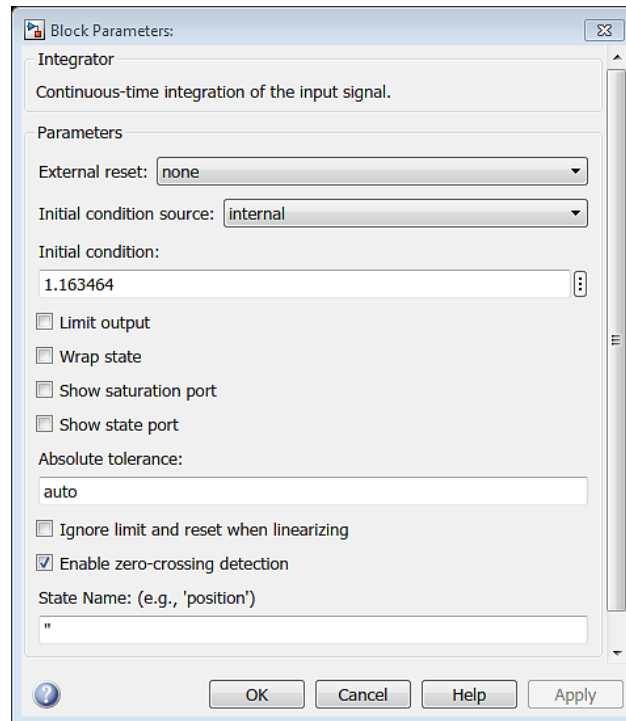 Block Parameters:
Integrator
Continuous-time integration of the input signal.
Parameters
External reset: none
Initial condition source: internal
Initial condition:
1.163464
Limit output
Wrap state
Show saturation port
Show state port
Absolute tolerance:
auto
Ignore limit and reset when linearizing
Enable zero-crossing detection
State Name: (e.g., 'position')
''
OK Cancel Help Apply